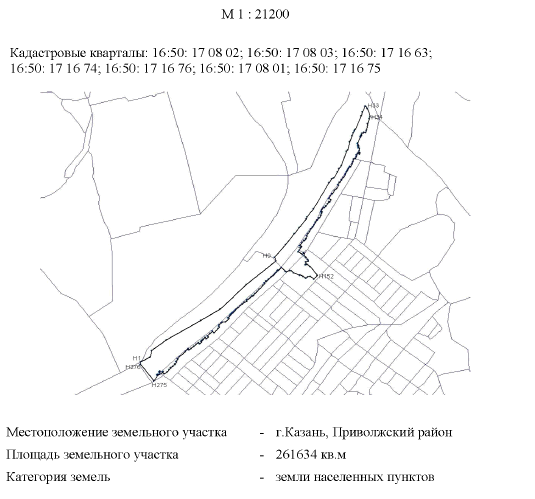 М 1 : 21200
Кадастровые кварталы: 16:50: 17 08 02; 16:50: 17 08 03; 16:50: 17 16 63;
16:50: 17 16 74; 16:50: 17 16 76; 16:50: 17 08 01; 16:50: 17 16 75
Н33
Н34
Н9
Н152
Н1
Н276
Н275
Местоположение земельного участка - г.Казань, Приволжский район
Площадь земельного участка - 261634 кв.м
Категория земель - земли населенных пунктов